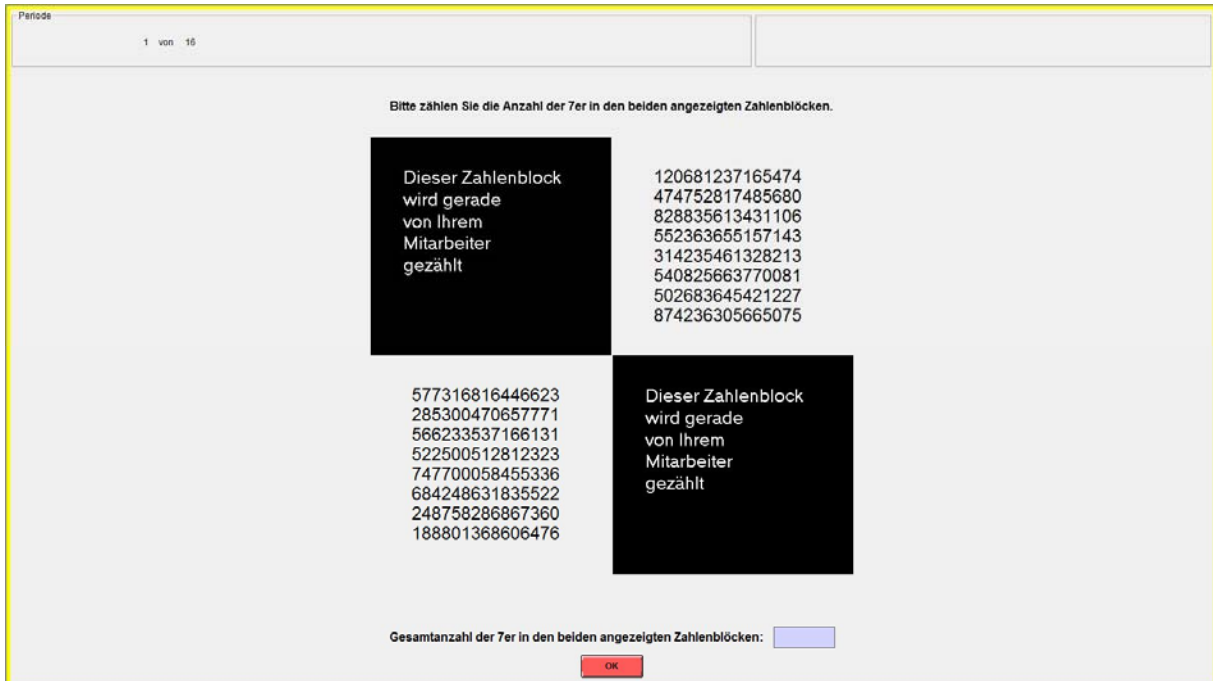 Periode
1 von 16
Bitte zählen Sie die Anzahl der 7er in den beiden angezeigten Zahlenblöcken.
Dieser Zahlenblock
wird gerade
von Ihrem
Mitarbeiter
gezählt
120681237165474
474752817485680
828835613431106
552363655157143
314235461328213
540825663770081
502683645421227
874236305665075
577316816446623
285300470657771
566233537166131
522500512812323
747700058455336
684248631835522
248758286867360
188801368606476
Dieser Zahlenblock
wird gerade
von Ihrem
Mitarbeiter
gezählt
Gesamtanzahl der 7er in den beiden angezeigten Zahlenblöcken:
OK